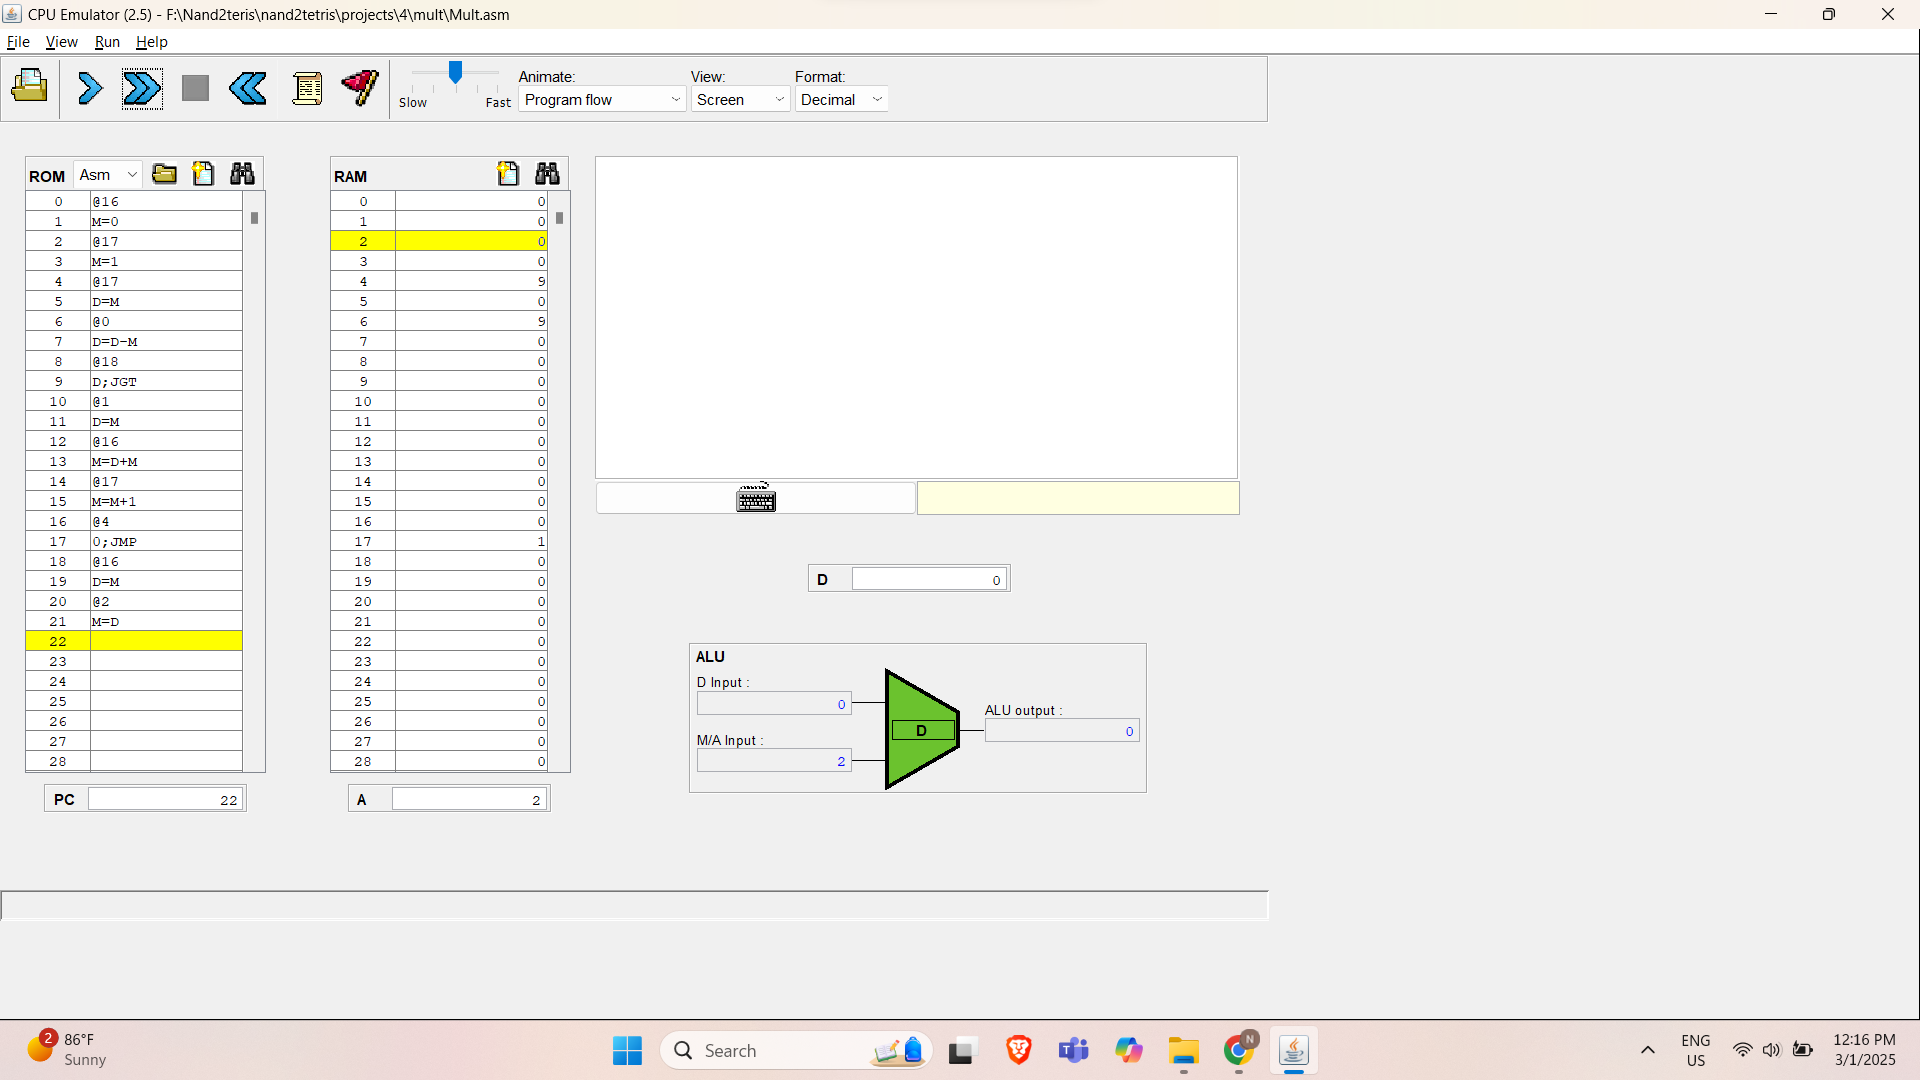 CPU Emulator (2.5) - F:\Nand2teris\nand2tetris\projects\4\mult\Mult.asm
File View Run Help
Slow Fast
Animate:
Program flow
View:
Screen
Format:
Decimal
ROM Asm
0 @16
1 M=0
2 @17
3 M=1
4 @17
5 D=M
6 @0
7 D=D-M
8 @18
9 D;JGT
10 @1
11 D=M
12 @16
13 M=D+M
14 @17
15 M=M+1
16 @4
17 0;JMP
18 @16
19 D=M
20 @2
21 M=D
22
23
24
25
26
27
28
PC 22
RAM
0 0
1 0
2 0
3 0
4 9
5 0
6 9
7 0
8 0
9 0
10 0
11 0
12 0
13 0
14 0
15 0
16 0
17 1
18 0
19 0
20 0
21 0
22 0
23 0
24 0
25 0
26 0
27 0
28 0
A 2
D 0
ALU
D Input :
0
M/A Input :
2
D
ALU output :
0
2
86°F
Sunny
Search
N
ENG
US
12:16 PM
3/1/2025